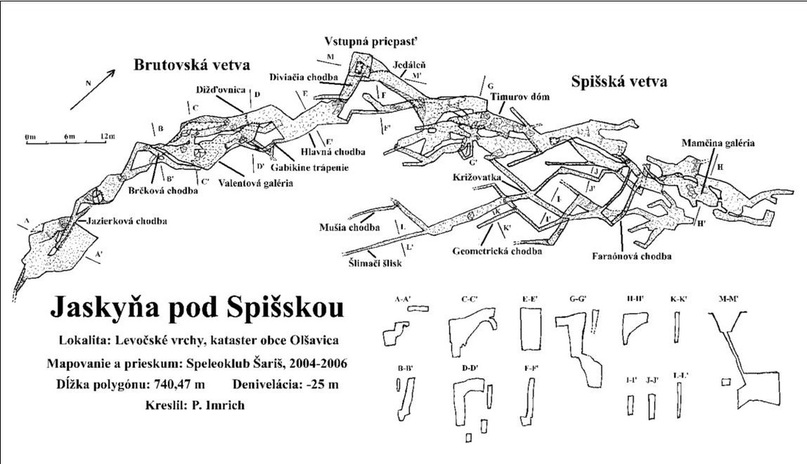 Vstupná priepasť
Brutovská vetva
Spišská vetva
M
Jedáleň
Diviačia chodba
M'
N
Dižďovnica
C
D
E
F
G
Timurov dóm
0m 6m 12m
B
F'
E'
Hlavná chodba
Mamčina galéria
G'
D'
Gabikine trápenie
H
B'
C'
Valentová galéria
Brčková chodba
Križovatka
J
J'
I
A
Jazierková chodba
Mušia chodba
L
K
K'
I'
H'
L'
Geometrická chodba
Faraónová chodba
A'
Šlimačí šlisk
Jaskyňa pod Spišskou
Lokalita: Levočské vrchy, kataster obce Olšavica
Mapovanie a prieskum: Speleoklub Šariš, 2004-2006
Dĺžka polygónu: 740,47 m Denivelácia: -25 m
Kreslil: P. Imrich
A-A' C-C' E-E' G-G' H-H' K-K' M-M'
B-B' D-D' F-F' I-I' J-J' L-L'